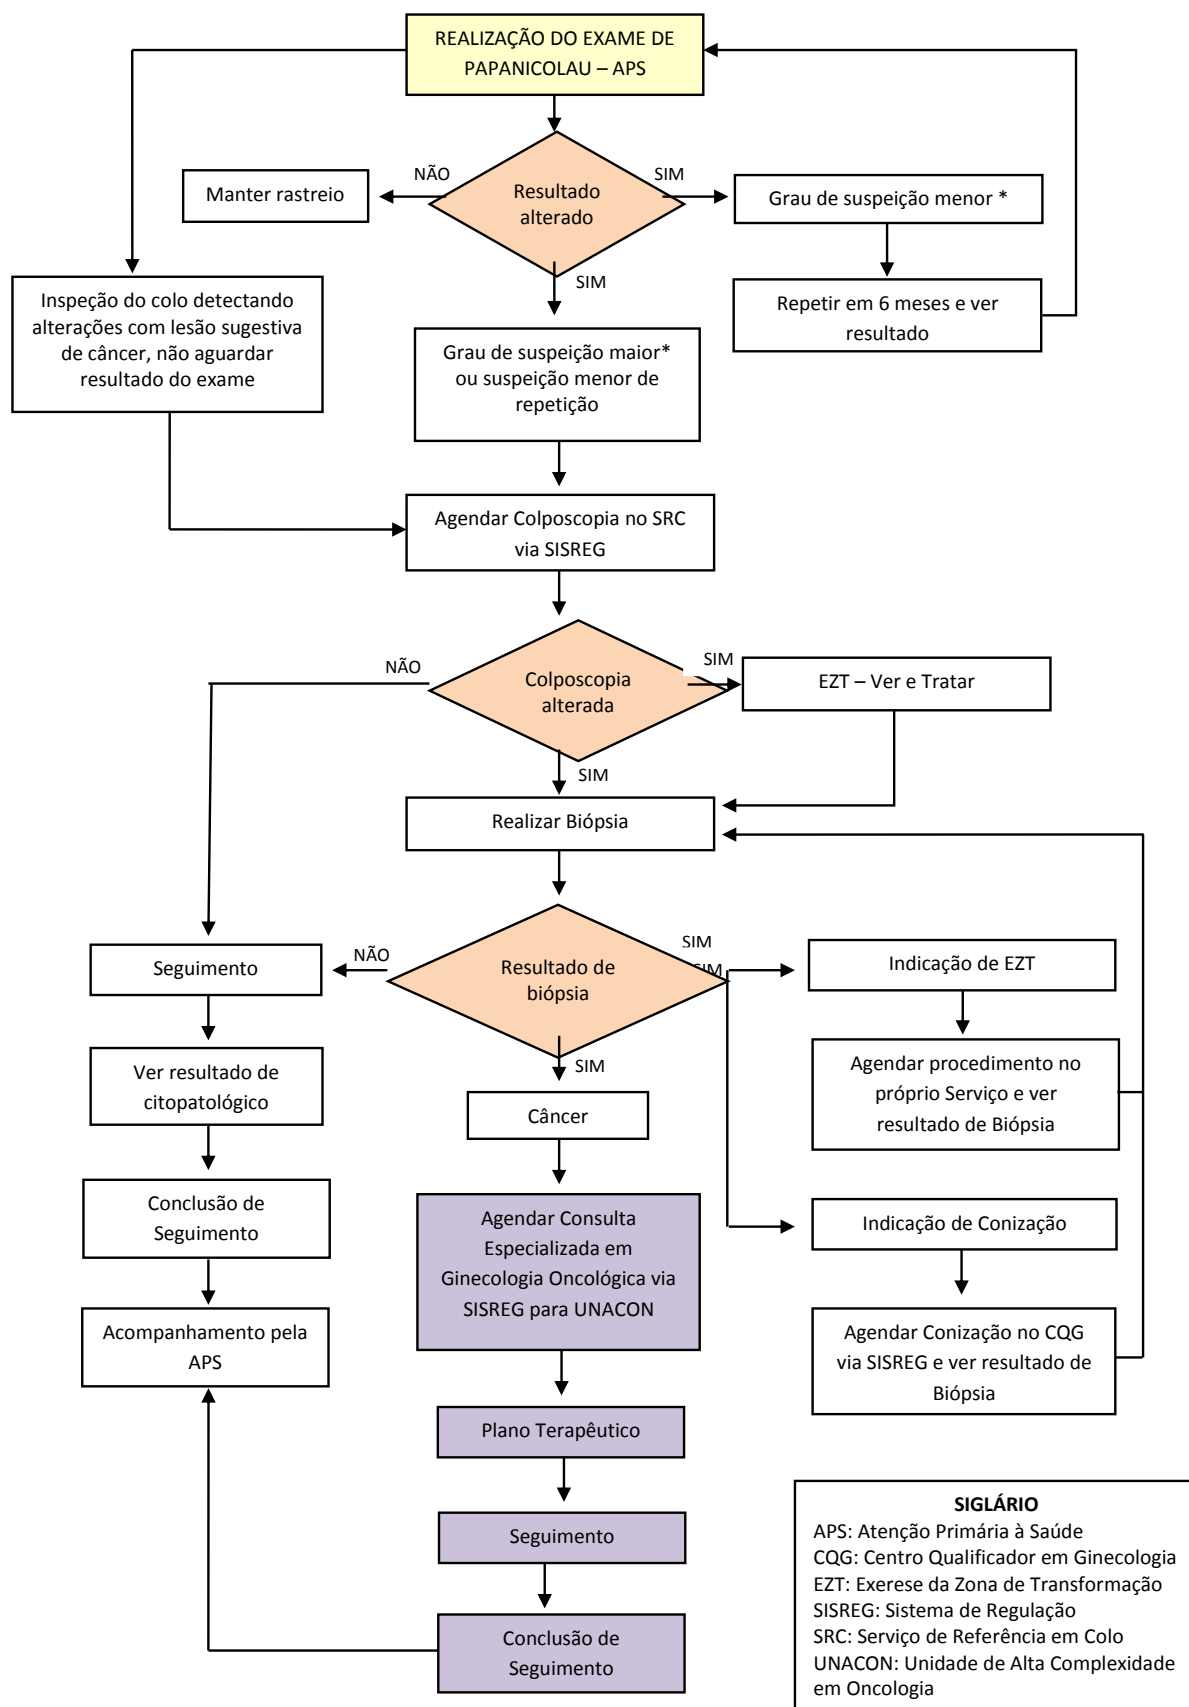 REALIZAÇÃO DO EXAME DE
PAPANICOLAU – APS
NÃO
SIM
Manter rastreio
Resultado
alterado
Grau de suspeição menor *
SIM
Inspeção do colo detectando
alterações com lesão sugestiva
de câncer, não aguardar
resultado do exame
Repetir em 6 meses e ver
resultado
Grau de suspeição maior*
ou suspeição menor de
repetição
Agendar Colposcopia no SRC
via SISREG
NÃO
SIM
Colposcopia
alterada
EZT – Ver e Tratar
SIM
Realizar Biópsia
SIM
NÃO
SIM
Seguimento
Resultado de
biópsia
Indicação de EZT
SIM
Ver resultado de
citopatológico
Câncer
Agendar procedimento no
próprio Serviço e ver
resultado de Biópsia
Conclusão de
Seguimento
Agendar Consulta
Especializada em
Ginecologia Oncológica via
SISREG para UNACON
Indicação de Conização
Acompanhamento pela
APS
Agendar Conização no CQG
via SISREG e ver resultado de
Biópsia
Plano Terapêutico
Seguimento
Conclusão de
Seguimento
SIGLÁRIO
APS: Atenção Primária à Saúde
CQG: Centro Qualificador em Ginecologia
EZT: Exerese da Zona de Transformação
SISREG: Sistema de Regulação
SRC: Serviço de Referência em Colo
UNACON: Unidade de Alta Complexidade
em Oncologia